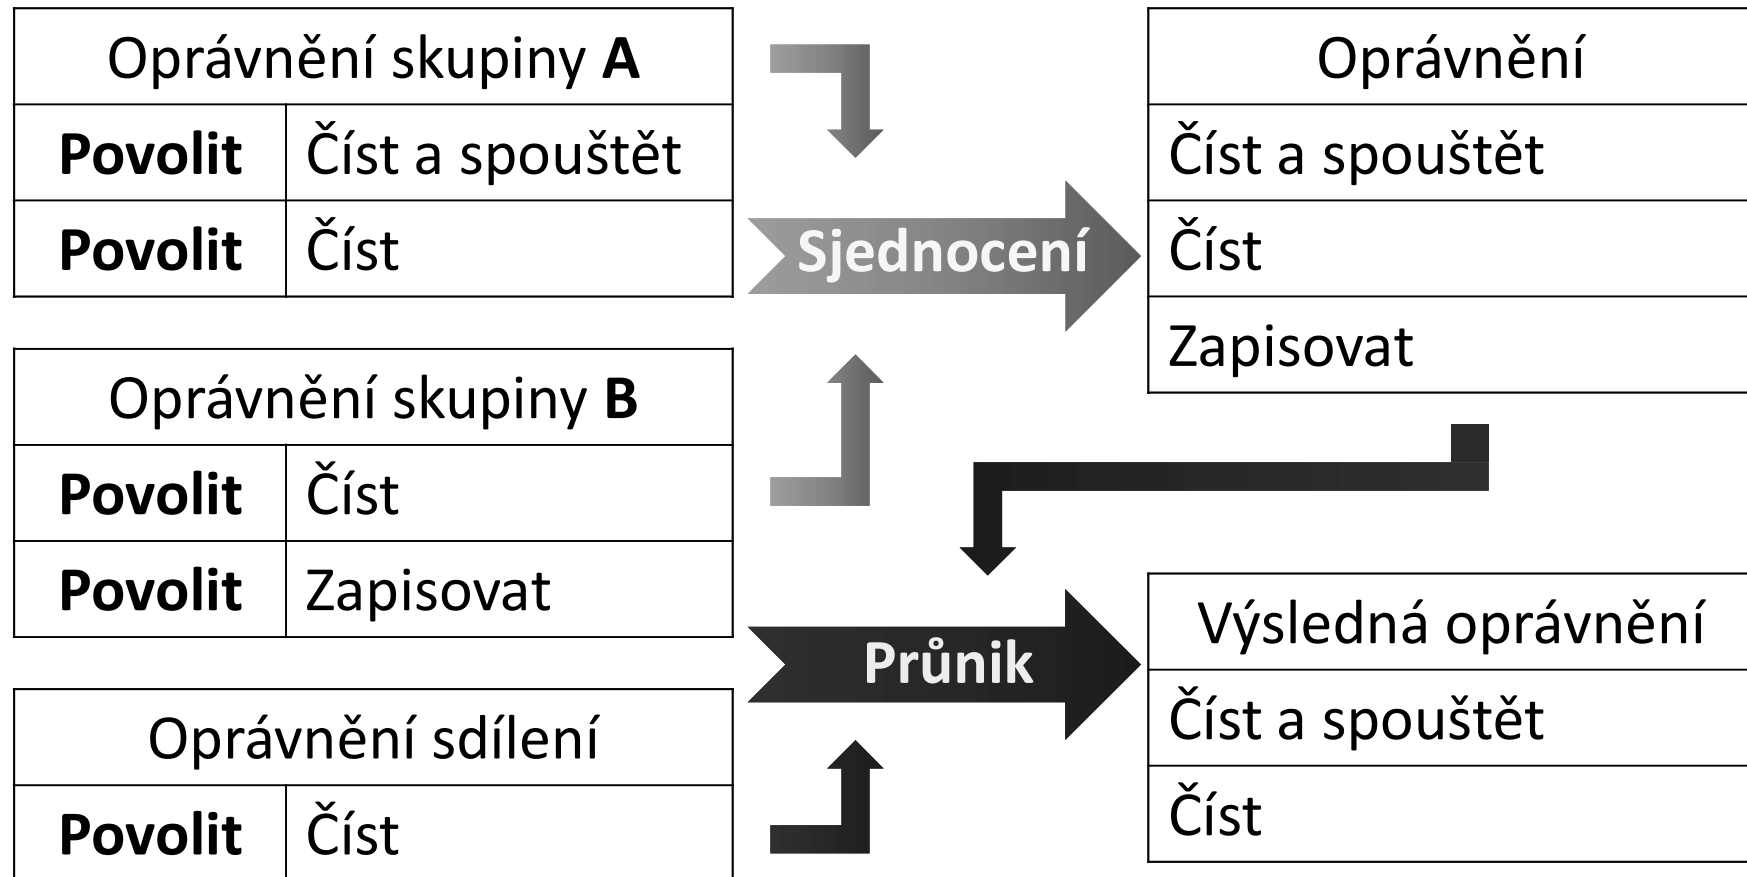 Oprávnění skupiny A
Povolit Číst a spouštět
Povolit Číst
Oprávnění skupiny B
Povolit Číst
Povolit Zapisovat
Oprávnění sdílení
Povolit Číst
Sjednocení
Průnik
Oprávnění
Číst a spouštět
Číst
Zapisovat
Výsledná oprávnění
Číst a spouštět
Číst